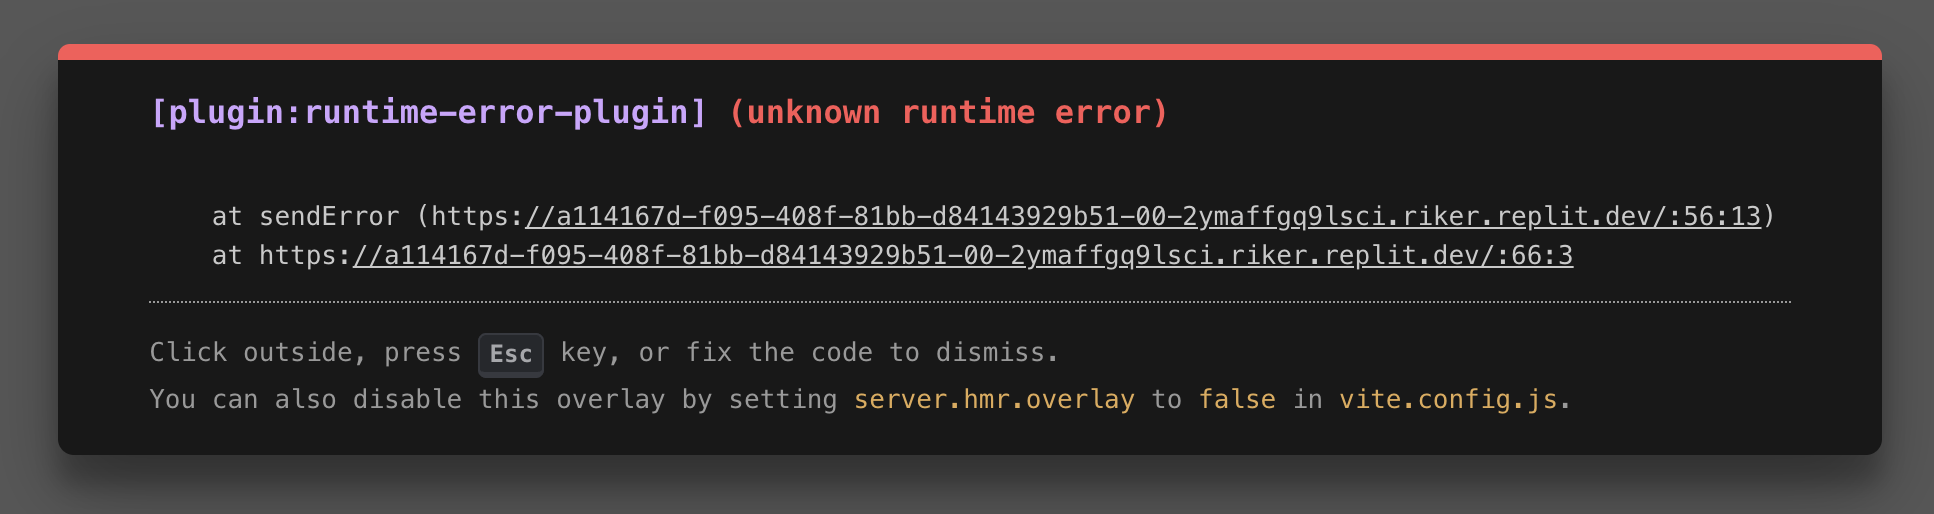 [plugin:runtime-error-plugin] (unknown runtime error)
at sendError (https://a114167d-f095-408f-81bb-d84143929b51-00-2ymaffgq9lsci.riker.replit.dev/:56:13)
at https://a114167d-f095-408f-81bb-d84143929b51-00-2ymaffgq9lsci.riker.replit.dev/:66:3
Click outside, press Esc key, or fix the code to dismiss.
You can also disable this overlay by setting server.hmr.overlay to false in vite.config.js.